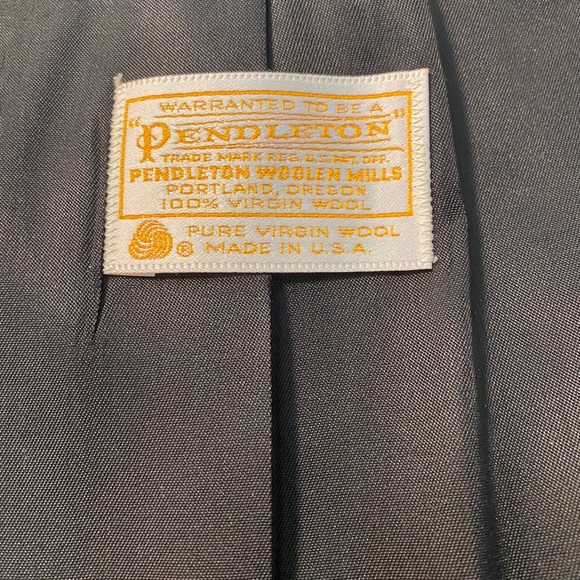 WARRANTED TO BE A
"PENDLETON"
TRADE MARK REG. U.S. PAT. OFF.
PENDLETON WOOLEN MILLS
PORTLAND, OREGON
100% VIRGIN WOOL
® PURE VIRGIN WOOL
MADE IN U.S.A.